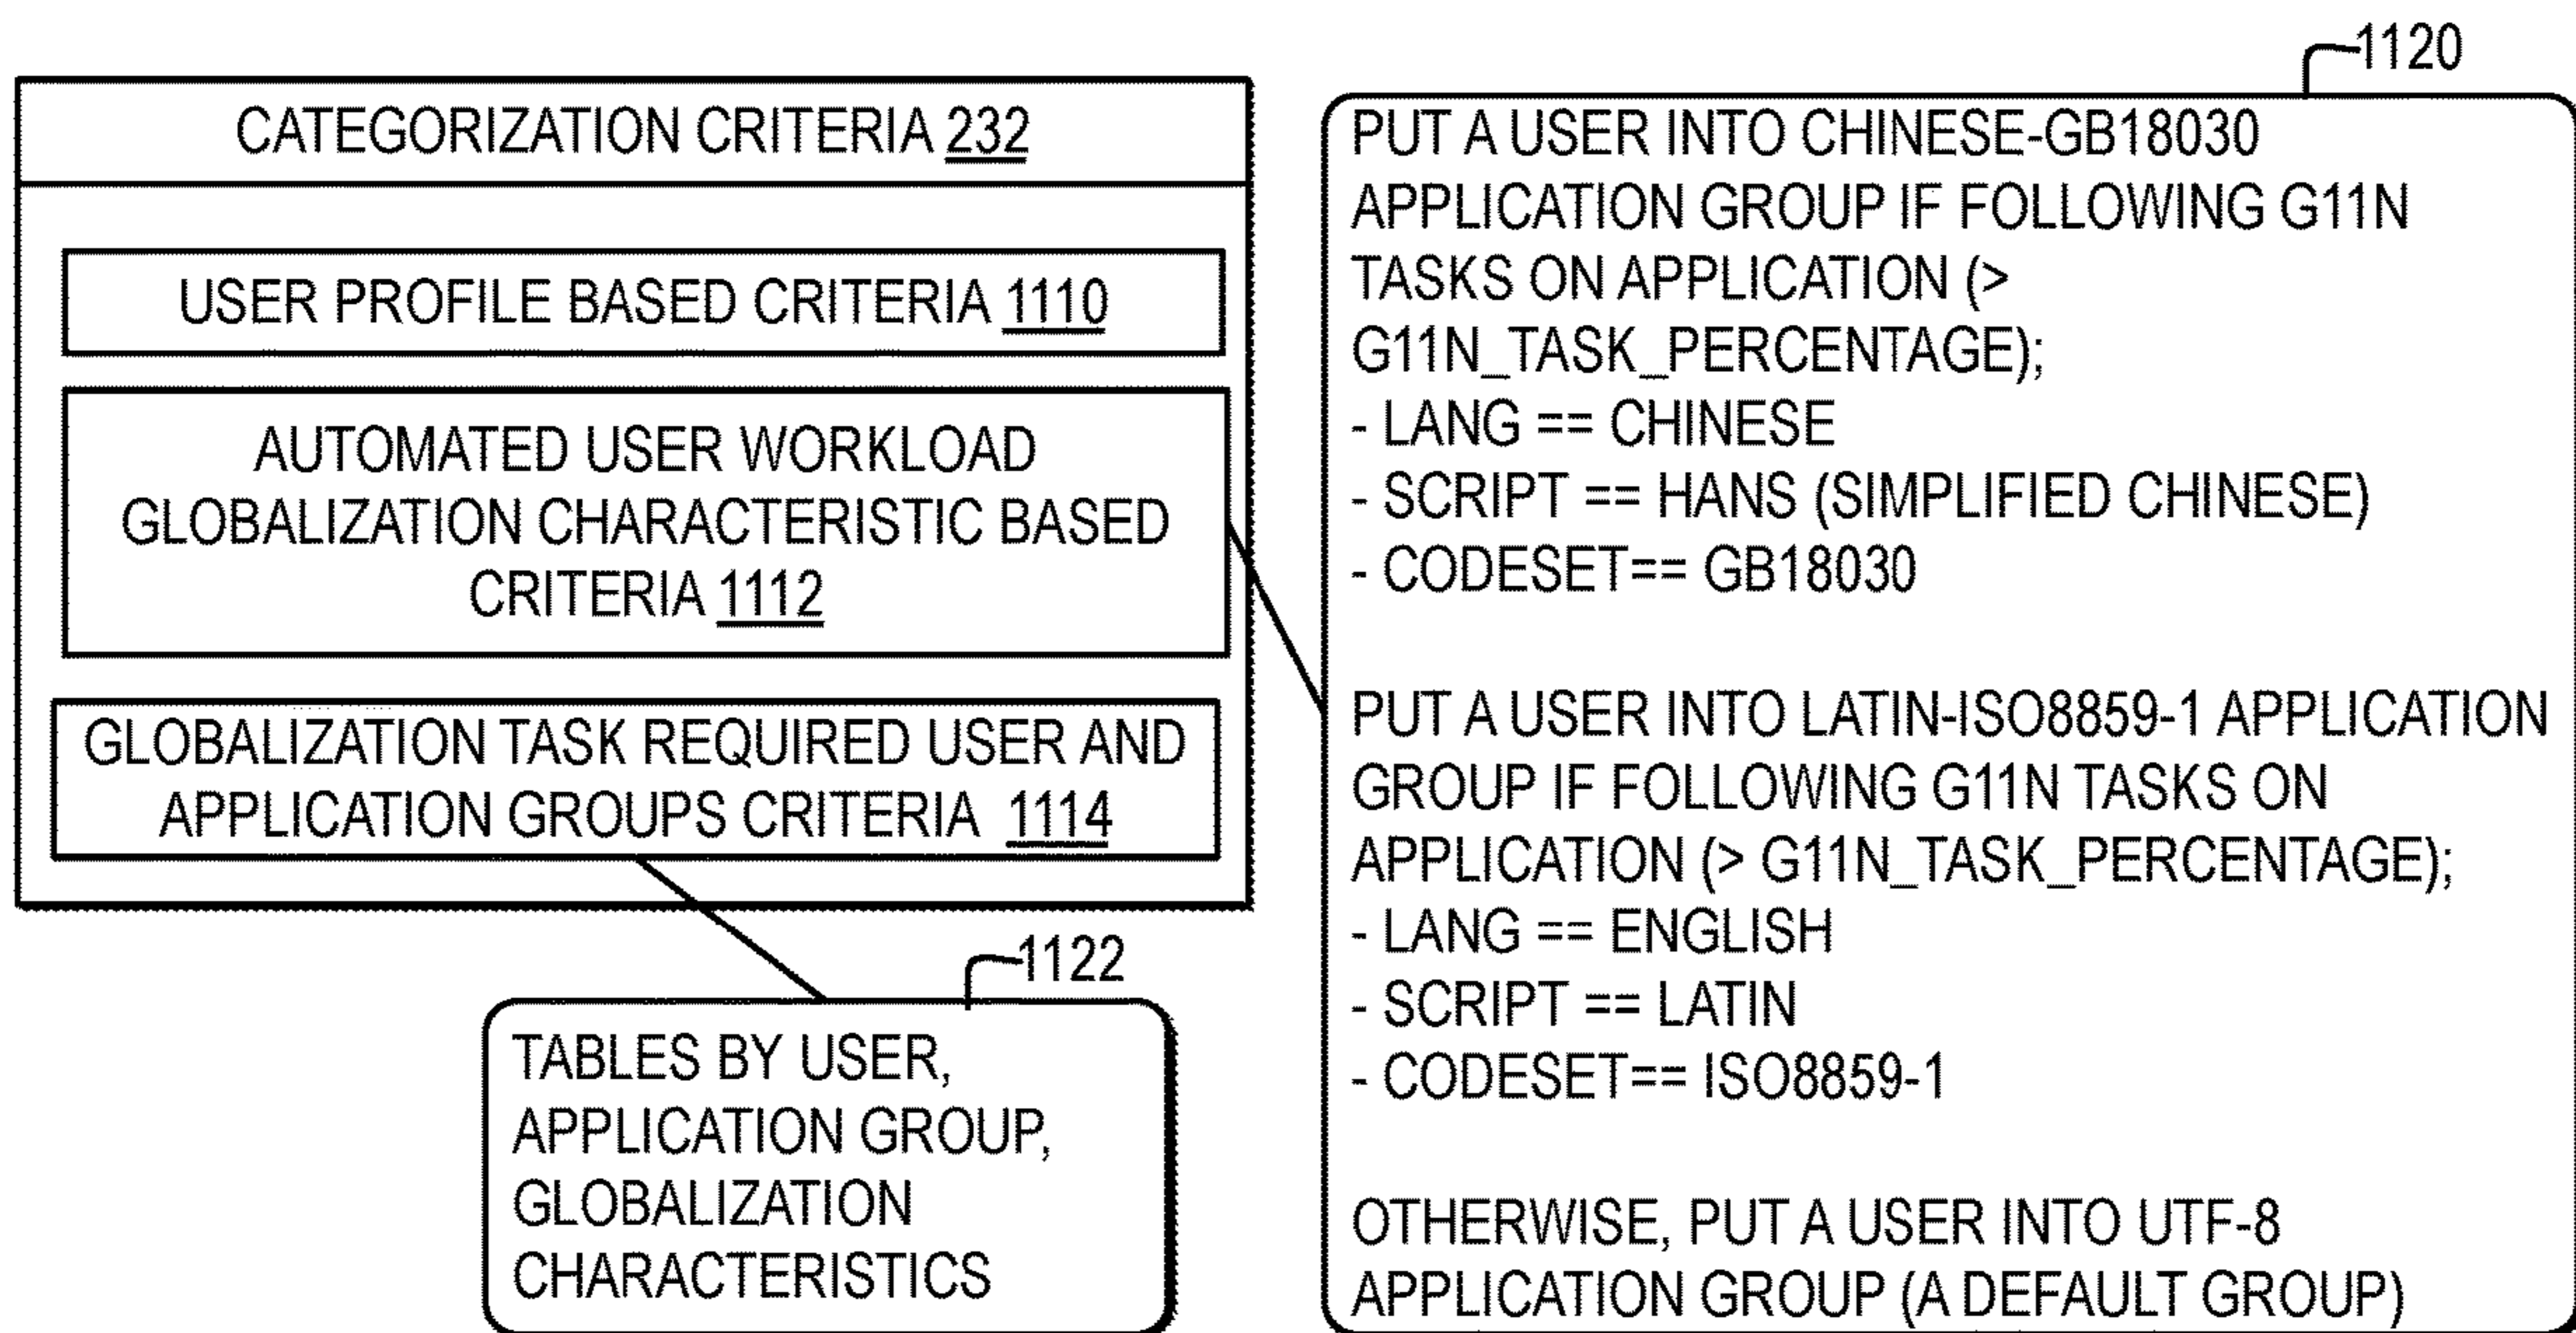 CATEGORIZATION CRITERIA 232
USER PROFILE BASED CRITERIA 1110
AUTOMATED USER WORKLOAD
GLOBALIZATION CHARACTERISTIC BASED
CRITERIA 1112
GLOBALIZATION TASK REQUIRED USER AND
APPLICATION GROUPS CRITERIA 1114
1122
TABLES BY USER,
APPLICATION GROUP,
GLOBALIZATION
CHARACTERISTICS
1120
PUT A USER INTO CHINESE-GB18030
APPLICATION GROUP IF FOLLOWING G11N
TASKS ON APPLICATION (>
G11N_TASK_PERCENTAGE);
- LANG == CHINESE
- SCRIPT == HANS (SIMPLIFIED CHINESE)
- CODESET== GB18030
PUT A USER INTO LATIN-ISO8859-1 APPLICATION
GROUP IF FOLLOWING G11N TASKS ON
APPLICATION (> G11N_TASK_PERCENTAGE);
- LANG == ENGLISH
- SCRIPT == LATIN
- CODESET== ISO8859-1
OTHERWISE, PUT A USER INTO UTF-8
APPLICATION GROUP (A DEFAULT GROUP)